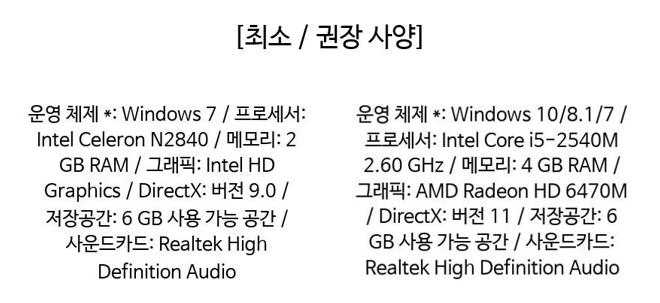 [최소 / 권장 사양]
운영 체제 *: Windows 7 / 프로세서:
Intel Celeron N2840 / 메모리: 2
GB RAM / 그래픽: Intel HD
Graphics / DirectX: 버전 9.0 /
저장공간: 6 GB 사용 가능 공간 /
사운드카드: Realtek High
Definition Audio
운영 체제 *: Windows 10/8.1/7 /
프로세서: Intel Core i5-2540M
2.60 GHz / 메모리: 4 GB RAM /
그래픽: AMD Radeon HD 6470M
/ DirectX: 버전 11 / 저장공간: 6
GB 사용 가능 공간 / 사운드카드:
Realtek High Definition Audio